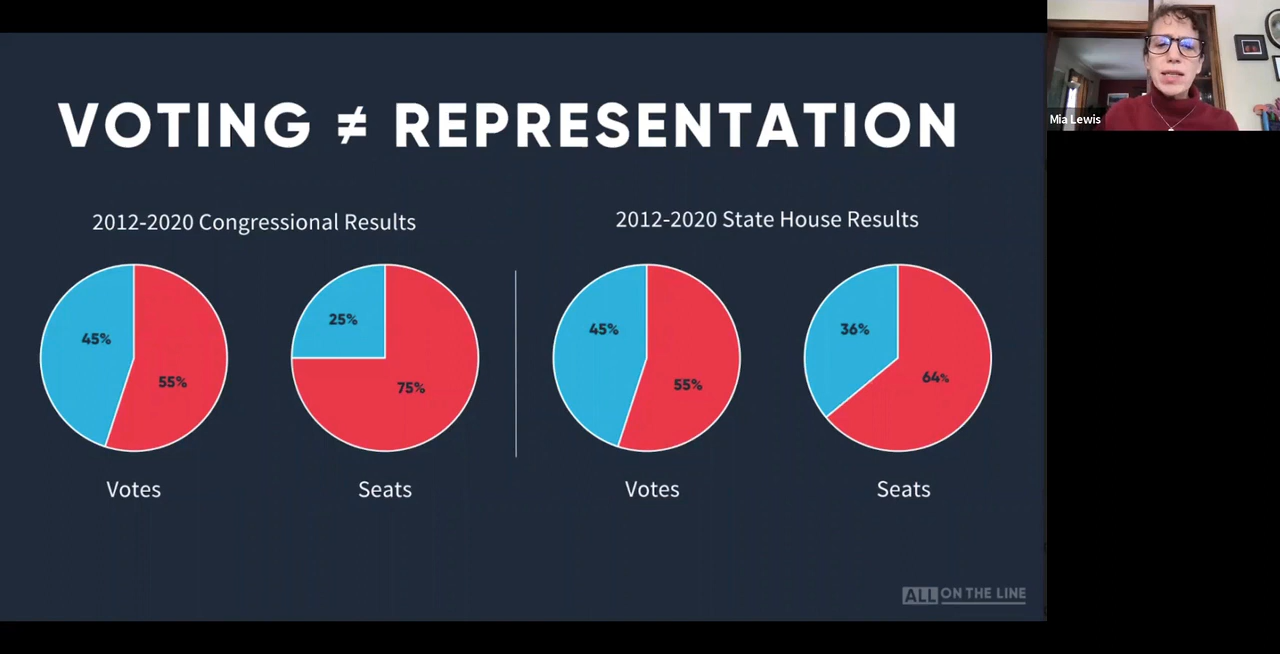 VOTING ≠ REPRESENTATION
2012-2020 Congressional Results
2012-2020 State House Results
45%
55%
25%
75%
45%
55%
36%
64%
Votes
Seats
Votes
Seats
ALL ON THE LINE
Mia Lewis